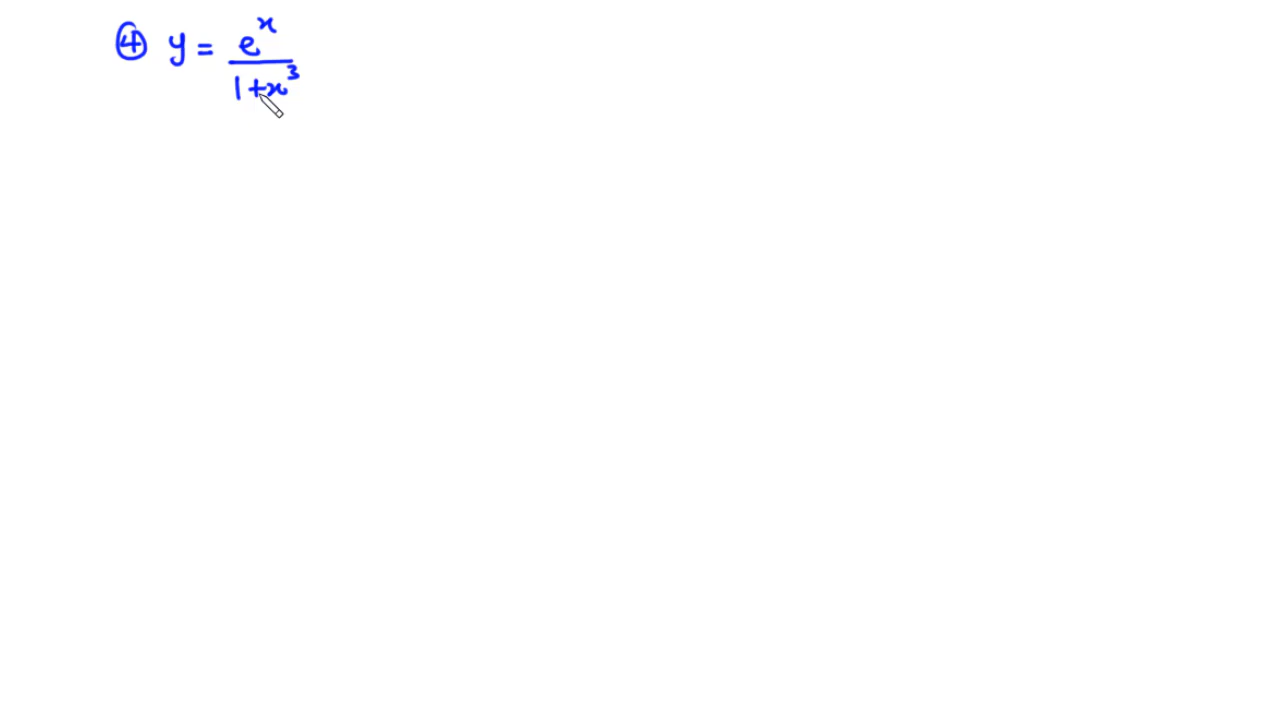 ④ y = e^x / (1+x^3)